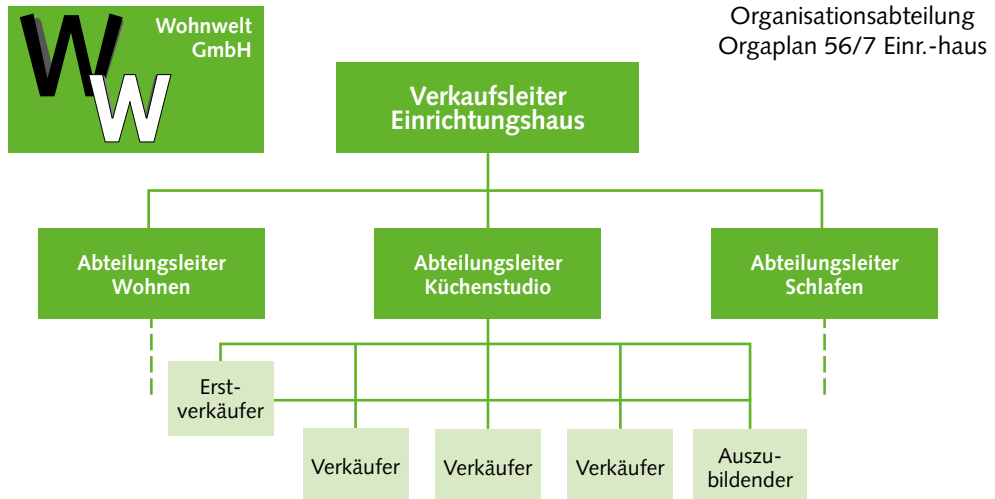 W
W
Wohnwelt
GmbH
Organisationsabteilung
Orgaplan 56/7 Einr.-haus
Verkaufsleiter
Einrichtungshaus
Abteilungsleiter
Wohnen
Abteilungsleiter
Küchenstudio
Abteilungsleiter
Schlafen
Erst-
verkäufer
Verkäufer
Verkäufer
Verkäufer
Auszu-
bildender